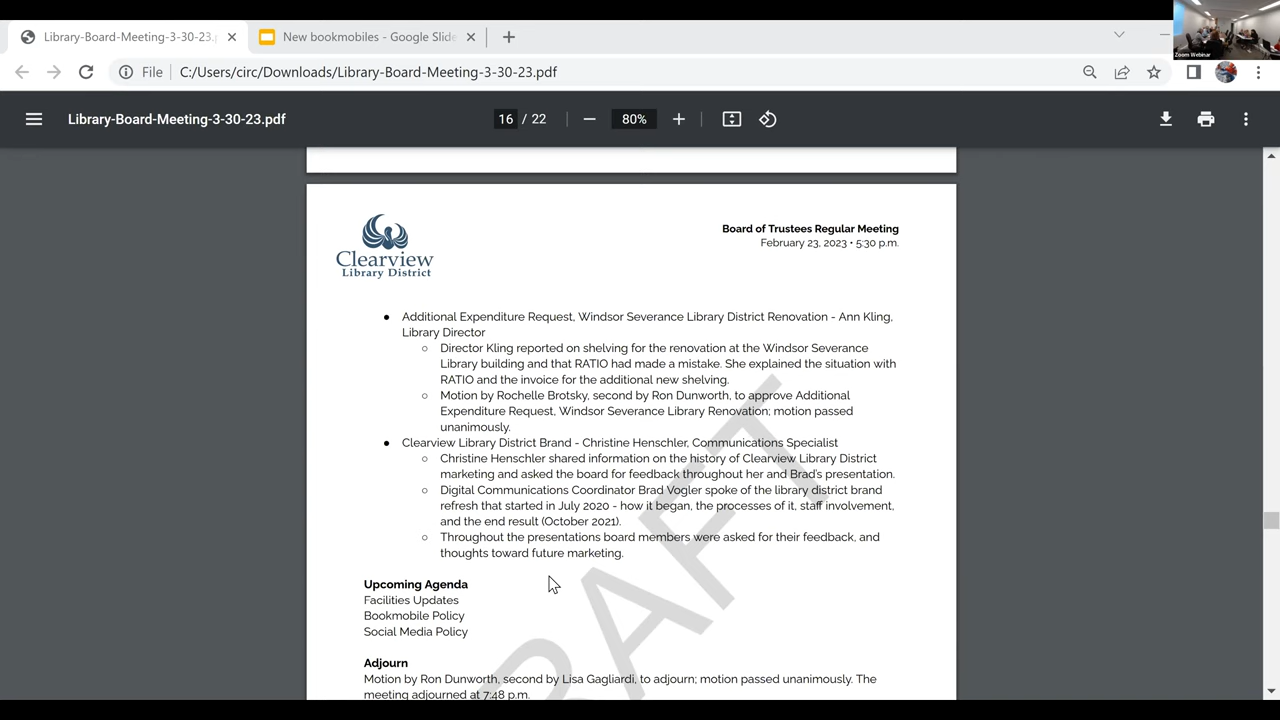 Library-Board-Meeting-3-30-23.p
New bookmobiles - Google Slide
File
C:/Users/circ/Downloads/Library-Board-Meeting-3-30-23.pdf
Zoom Webinar
Library-Board-Meeting-3-30-23.pdf
16 / 22
80%
Clearview
Library District
Board of Trustees Regular Meeting
February 23, 2023 • 5:30 p.m.
● Additional Expenditure Request, Windsor Severance Library District Renovation - Ann Kling,
Library Director
○ Director Kling reported on shelving for the renovation at the Windsor Severance
Library building and that RATIO had made a mistake. She explained the situation with
RATIO and the invoice for the additional new shelving.
○ Motion by Rochelle Brotsky, second by Ron Dunworth, to approve Additional
Expenditure Request, Windsor Severance Library Renovation; motion passed
unanimously.
● Clearview Library District Brand - Christine Henschler, Communications Specialist
○ Christine Henschler shared information on the history of Clearview Library District
marketing and asked the board for feedback throughout her and Brad's presentation.
○ Digital Communications Coordinator Brad Vogler spoke of the library district brand
refresh that started in July 2020 - how it began, the processes of it, staff involvement,
and the end result (October 2021).
○ Throughout the presentations board members were asked for their feedback, and
thoughts toward future marketing.
Upcoming Agenda
Facilities Updates
Bookmobile Policy
Social Media Policy
Adjourn
Motion by Ron Dunworth, second by Lisa Gagliardi, to adjourn; motion passed unanimously. The
meeting adjourned at 7:48 p.m.
DRAFT